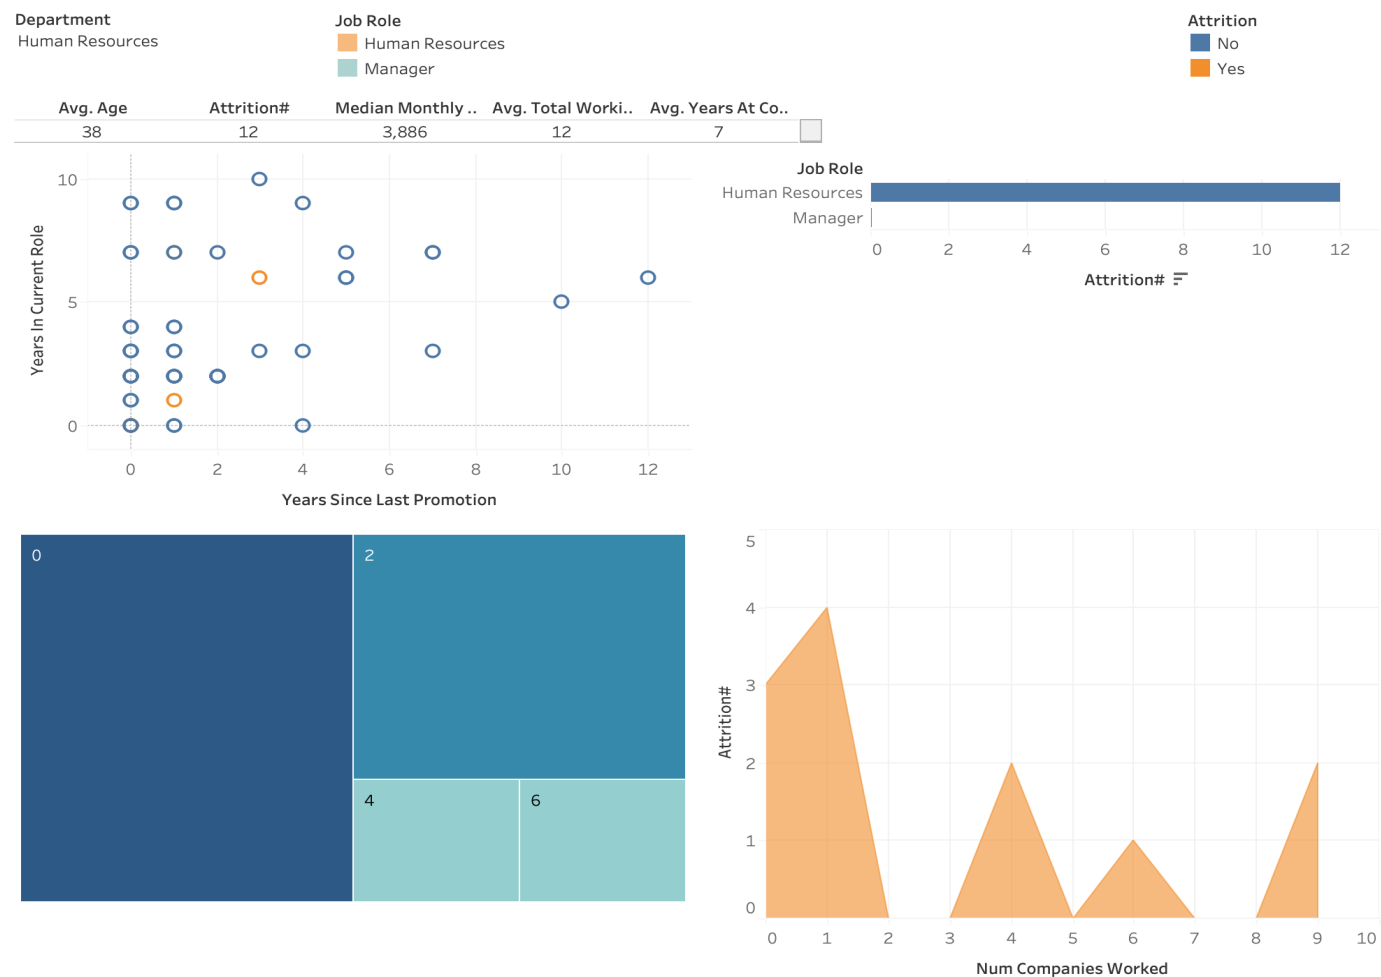 Department
Human Resources
Job Role
Human Resources
Manager
Attrition
No
Yes
Avg. Age Attrition# Median Monthly .. Avg. Total Worki.. Avg. Years At Co..
38 12 3,886 12 7
10
5
0
Years In Current Role
0 2 4 6 8 10 12
Years Since Last Promotion
Job Role
Human Resources
Manager
0 2 4 6 8 10 12
Attrition#
0
2
4
6
5
4
3
2
1
0
Attrition#
0 1 2 3 4 5 6 7 8 9 10
Num Companies Worked